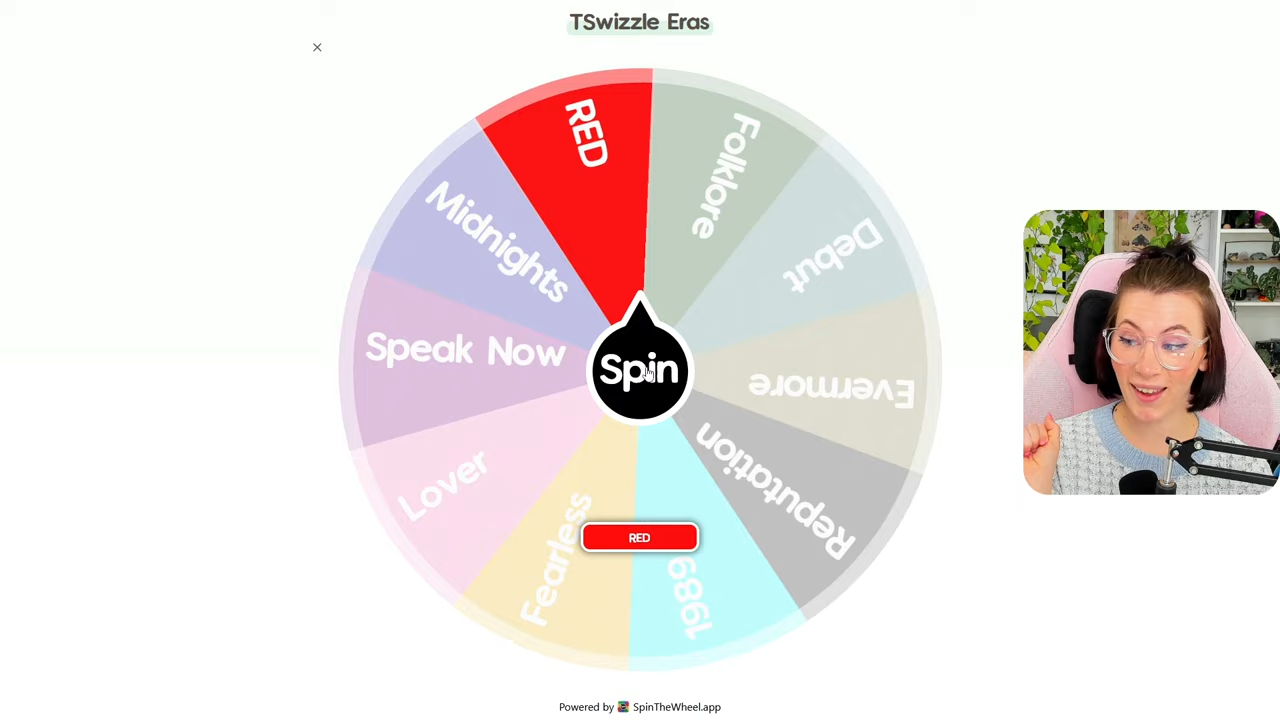 TSwizzle Eras
RED
Folklore
Debut
Evermore
Reputation
1989
Fearless
Lover
Speak Now
Midnights
Spin
RED
Powered by SpinTheWheel.app